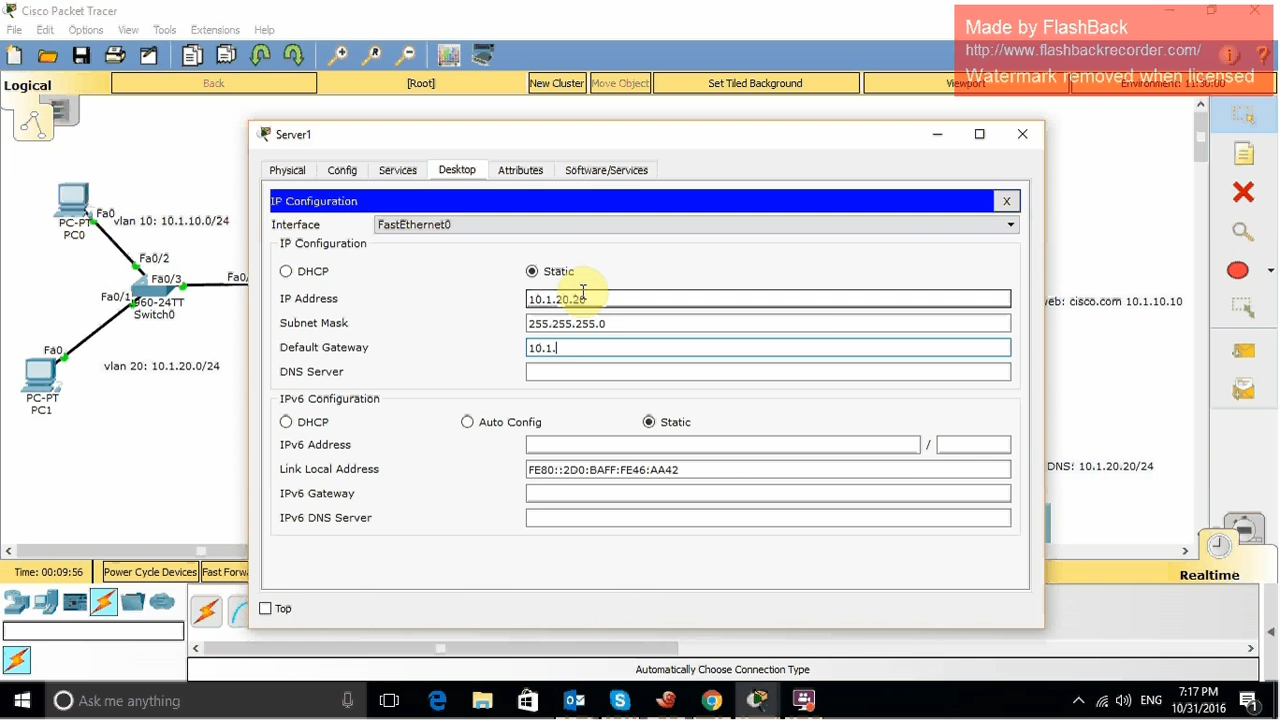 Cisco Packet Tracer
Made by FlashBack
http://www.flashbackrecorder.com/
Watermark removed when licensed
File Edit Options View Tools Extensions Help
Logical
Back
[Root]
New Cluster
Move Object
Set Tiled Background
Viewport
Environment: 11:30:00
Server1
Physical Config Services Desktop Attributes Software/Services
IP Configuration X
Interface FastEthernet0
IP Configuration
DHCP Static
IP Address 10.1.20.20
Subnet Mask 255.255.255.0
Default Gateway 10.1.
DNS Server
IPv6 Configuration
DHCP Auto Config Static
IPv6 Address /
Link Local Address FE80::2D0:BAFF:FE46:AA42
IPv6 Gateway
IPv6 DNS Server
Top
Fa0
vlan 10: 10.1.10.0/24
PC-PT
PC0
Fa0/2
Fa0/3
Fa0/
Fa0/1
960-24TT
Switch0
Fa0
vlan 20: 10.1.20.0/24
PC-PT
PC1
web: cisco.com 10.1.10.10
DNS: 10.1.20.20/24
Time: 00:09:56
Power Cycle Devices
Fast Forw
Realtime
Automatically Choose Connection Type
Ask me anything
ENG
7:17 PM
10/31/2016
1